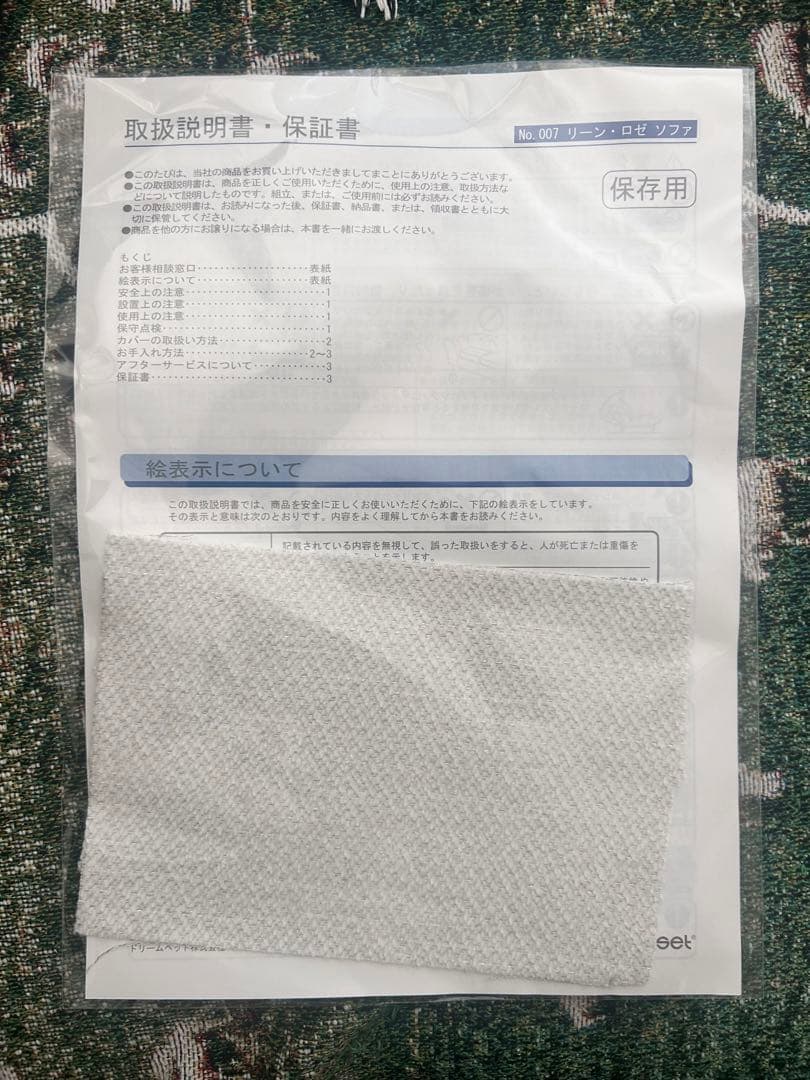 取扱説明書・保証書
No.007 リーン・ロゼ ソファ
保存用
●このたびは、当社の商品をお買い上げいただきましてまことにありがとうございます。
●この取扱説明書は、商品を正しくご使用いただくために、使用上の注意、取扱方法な
どについて説明したものです。組立、または、ご使用前には必ずお読みください。
●この取扱説明書は、お読みになった後、保証書、納品書、または、領収書とともに大
切に保管してください。
●商品を他の方にお譲りになる場合は、本書を一緒にお渡しください。
もくじ
お客様相談窓口・・・・・・・・・・・・・・・・・・・表紙
絵表示について・・・・・・・・・・・・・・・・・・・表紙
安全上の注意・・・・・・・・・・・・・・・・・・・・・・・・1
設置上の注意・・・・・・・・・・・・・・・・・・・・・・・・1
使用上の注意・・・・・・・・・・・・・・・・・・・・・・・・1
保守点検・・・・・・・・・・・・・・・・・・・・・・・・・・・・1
カバーの取扱い方法・・・・・・・・・・・・・・・・・・2
お手入れ方法・・・・・・・・・・・・・・・・・・・・・2～3
アフターサービスについて・・・・・・・・・・・・3
保証書・・・・・・・・・・・・・・・・・・・・・・・・・・・・・・3
絵表示について
この取扱説明書では、商品を安全に正しくお使いいただくために、下記の絵表示をしています。
その表示と意味は次のとおりです。内容をよく理解してから本書をお読みください。
記載されている内容を無視して、誤った取扱いをすると、人が死亡または重傷を
ことを示します。
ドリームベッド
set®